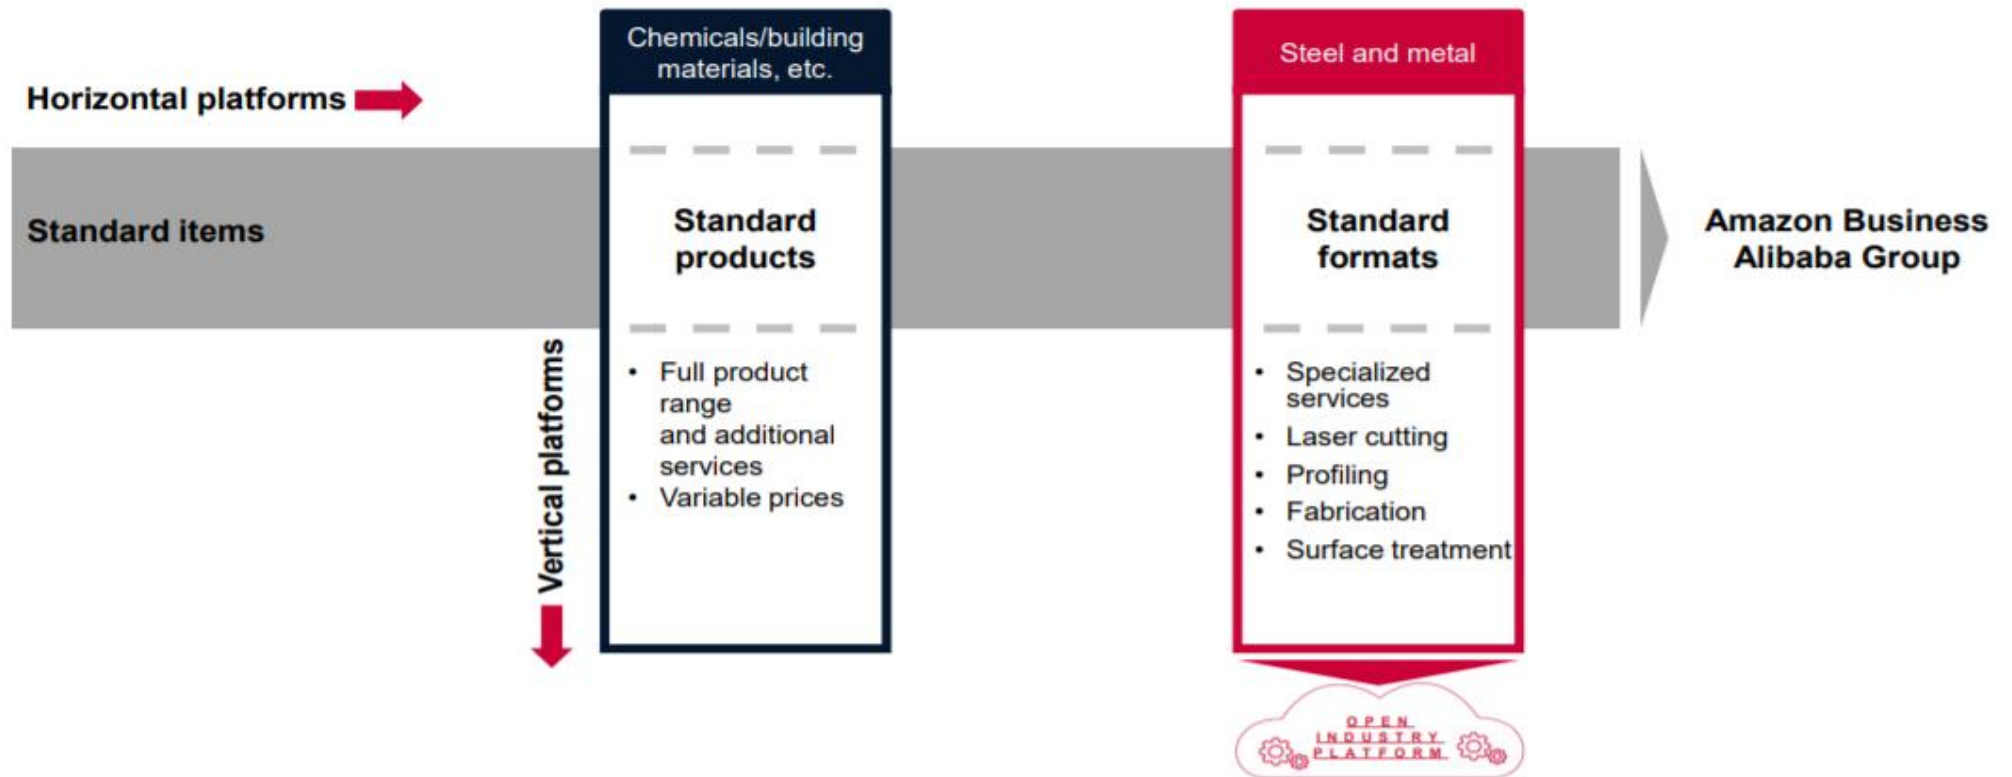 Chemicals/building
materials, etc.
Steel and metal
Horizontal platforms
Standard items
Standard
products
Standard
formats
Amazon Business
Alibaba Group
Vertical platforms
• Full product
range
and additional
services
• Variable prices
• Specialized
services
• Laser cutting
• Profiling
• Fabrication
• Surface treatment
OPEN
INDUSTRY
PLATFORM